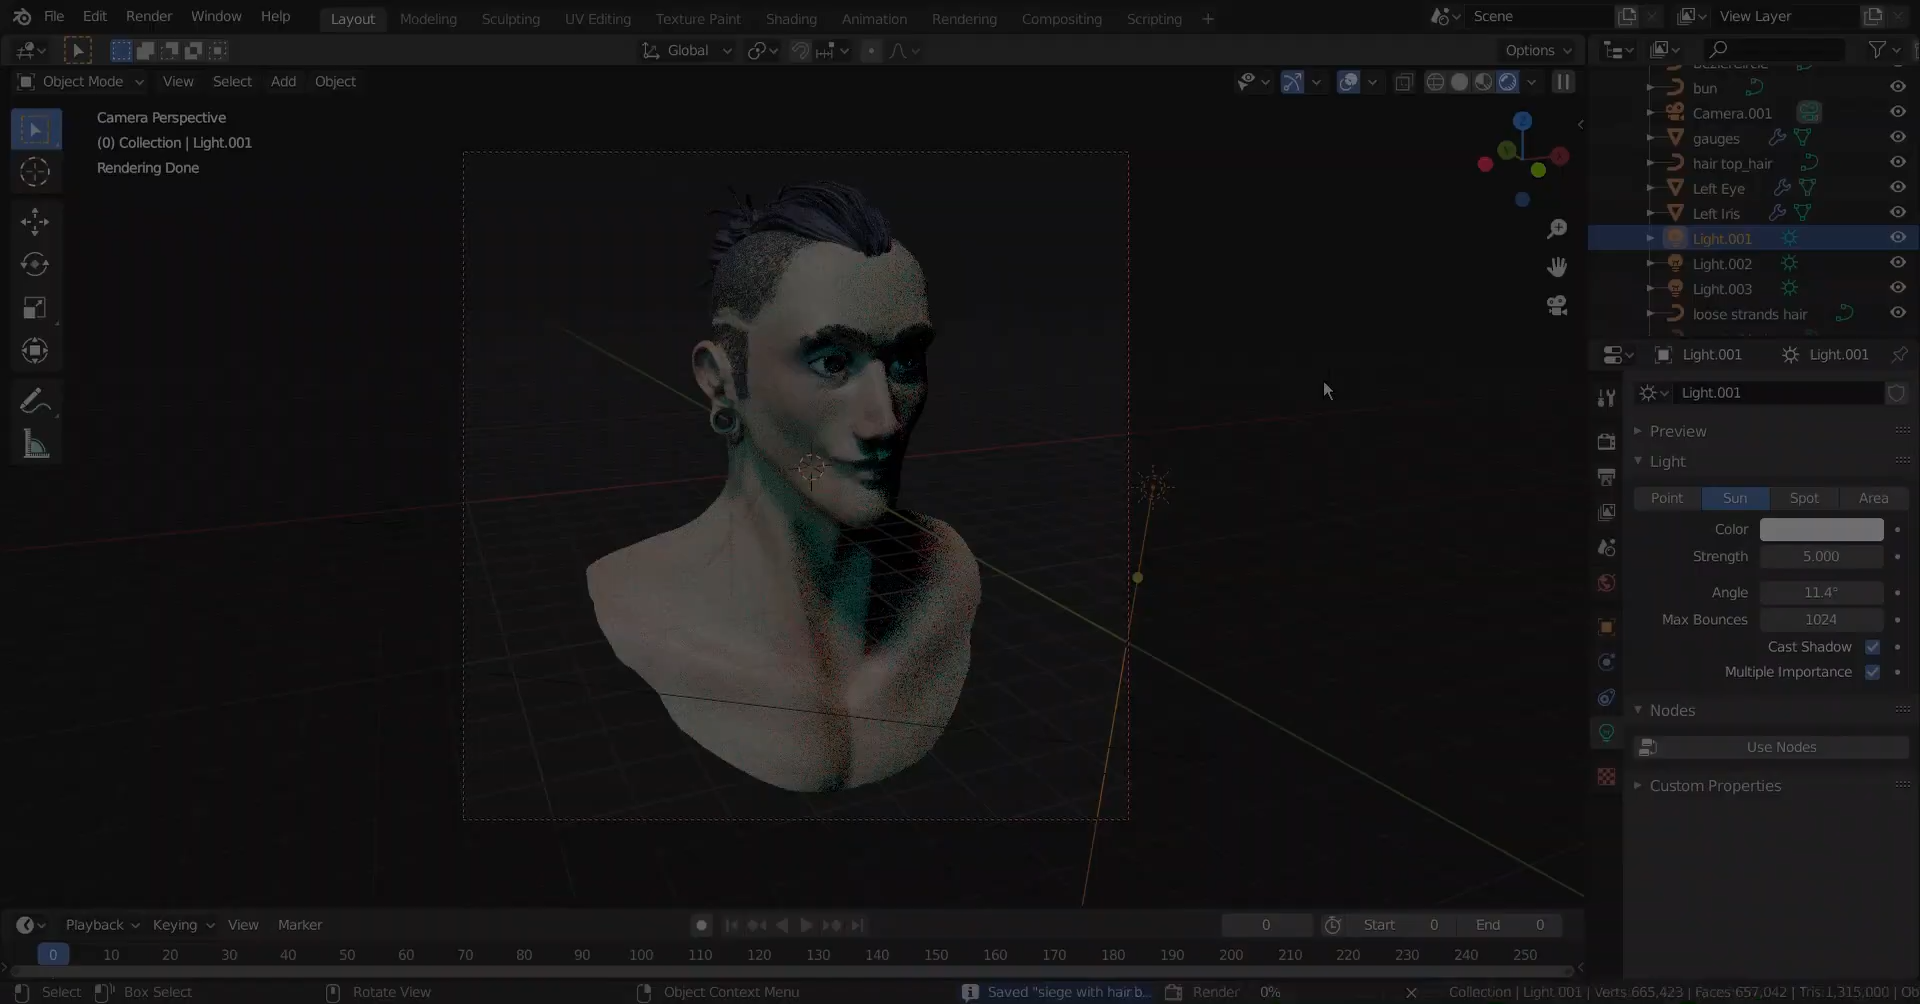 File Edit Render Window Help Layout Modeling Sculpting UV Editing Texture Paint Shading Animation Rendering Compositing Scripting + Scene View Layer
Global Options
Object Mode View Select Add Object
Camera Perspective
(0) Collection | Light.001
Rendering Done
bun
Camera.001
gauges
hair top_hair
Left Eye
Left Iris
Light.001
Light.002
Light.003
loose strands hair
Light.001 Light.001
Light.001
Preview
Light
Point Sun Spot Area
Color
Strength 5.000
Angle 11.4°
Max Bounces 1024
Cast Shadow
Multiple Importance
Nodes
Use Nodes
Custom Properties
Playback Keying View Marker 0 Start 0 End 0
0 10 20 30 40 50 60 70 80 90 100 110 120 130 140 150 160 170 180 190 200 210 220 230 240 250
Select Box Select Rotate View Object Context Menu Saved "siege with hair b... Render 0% Collection | Light.001 | Verts:665,423 | Faces:657,042 | Tris:1,315,000 | Ob